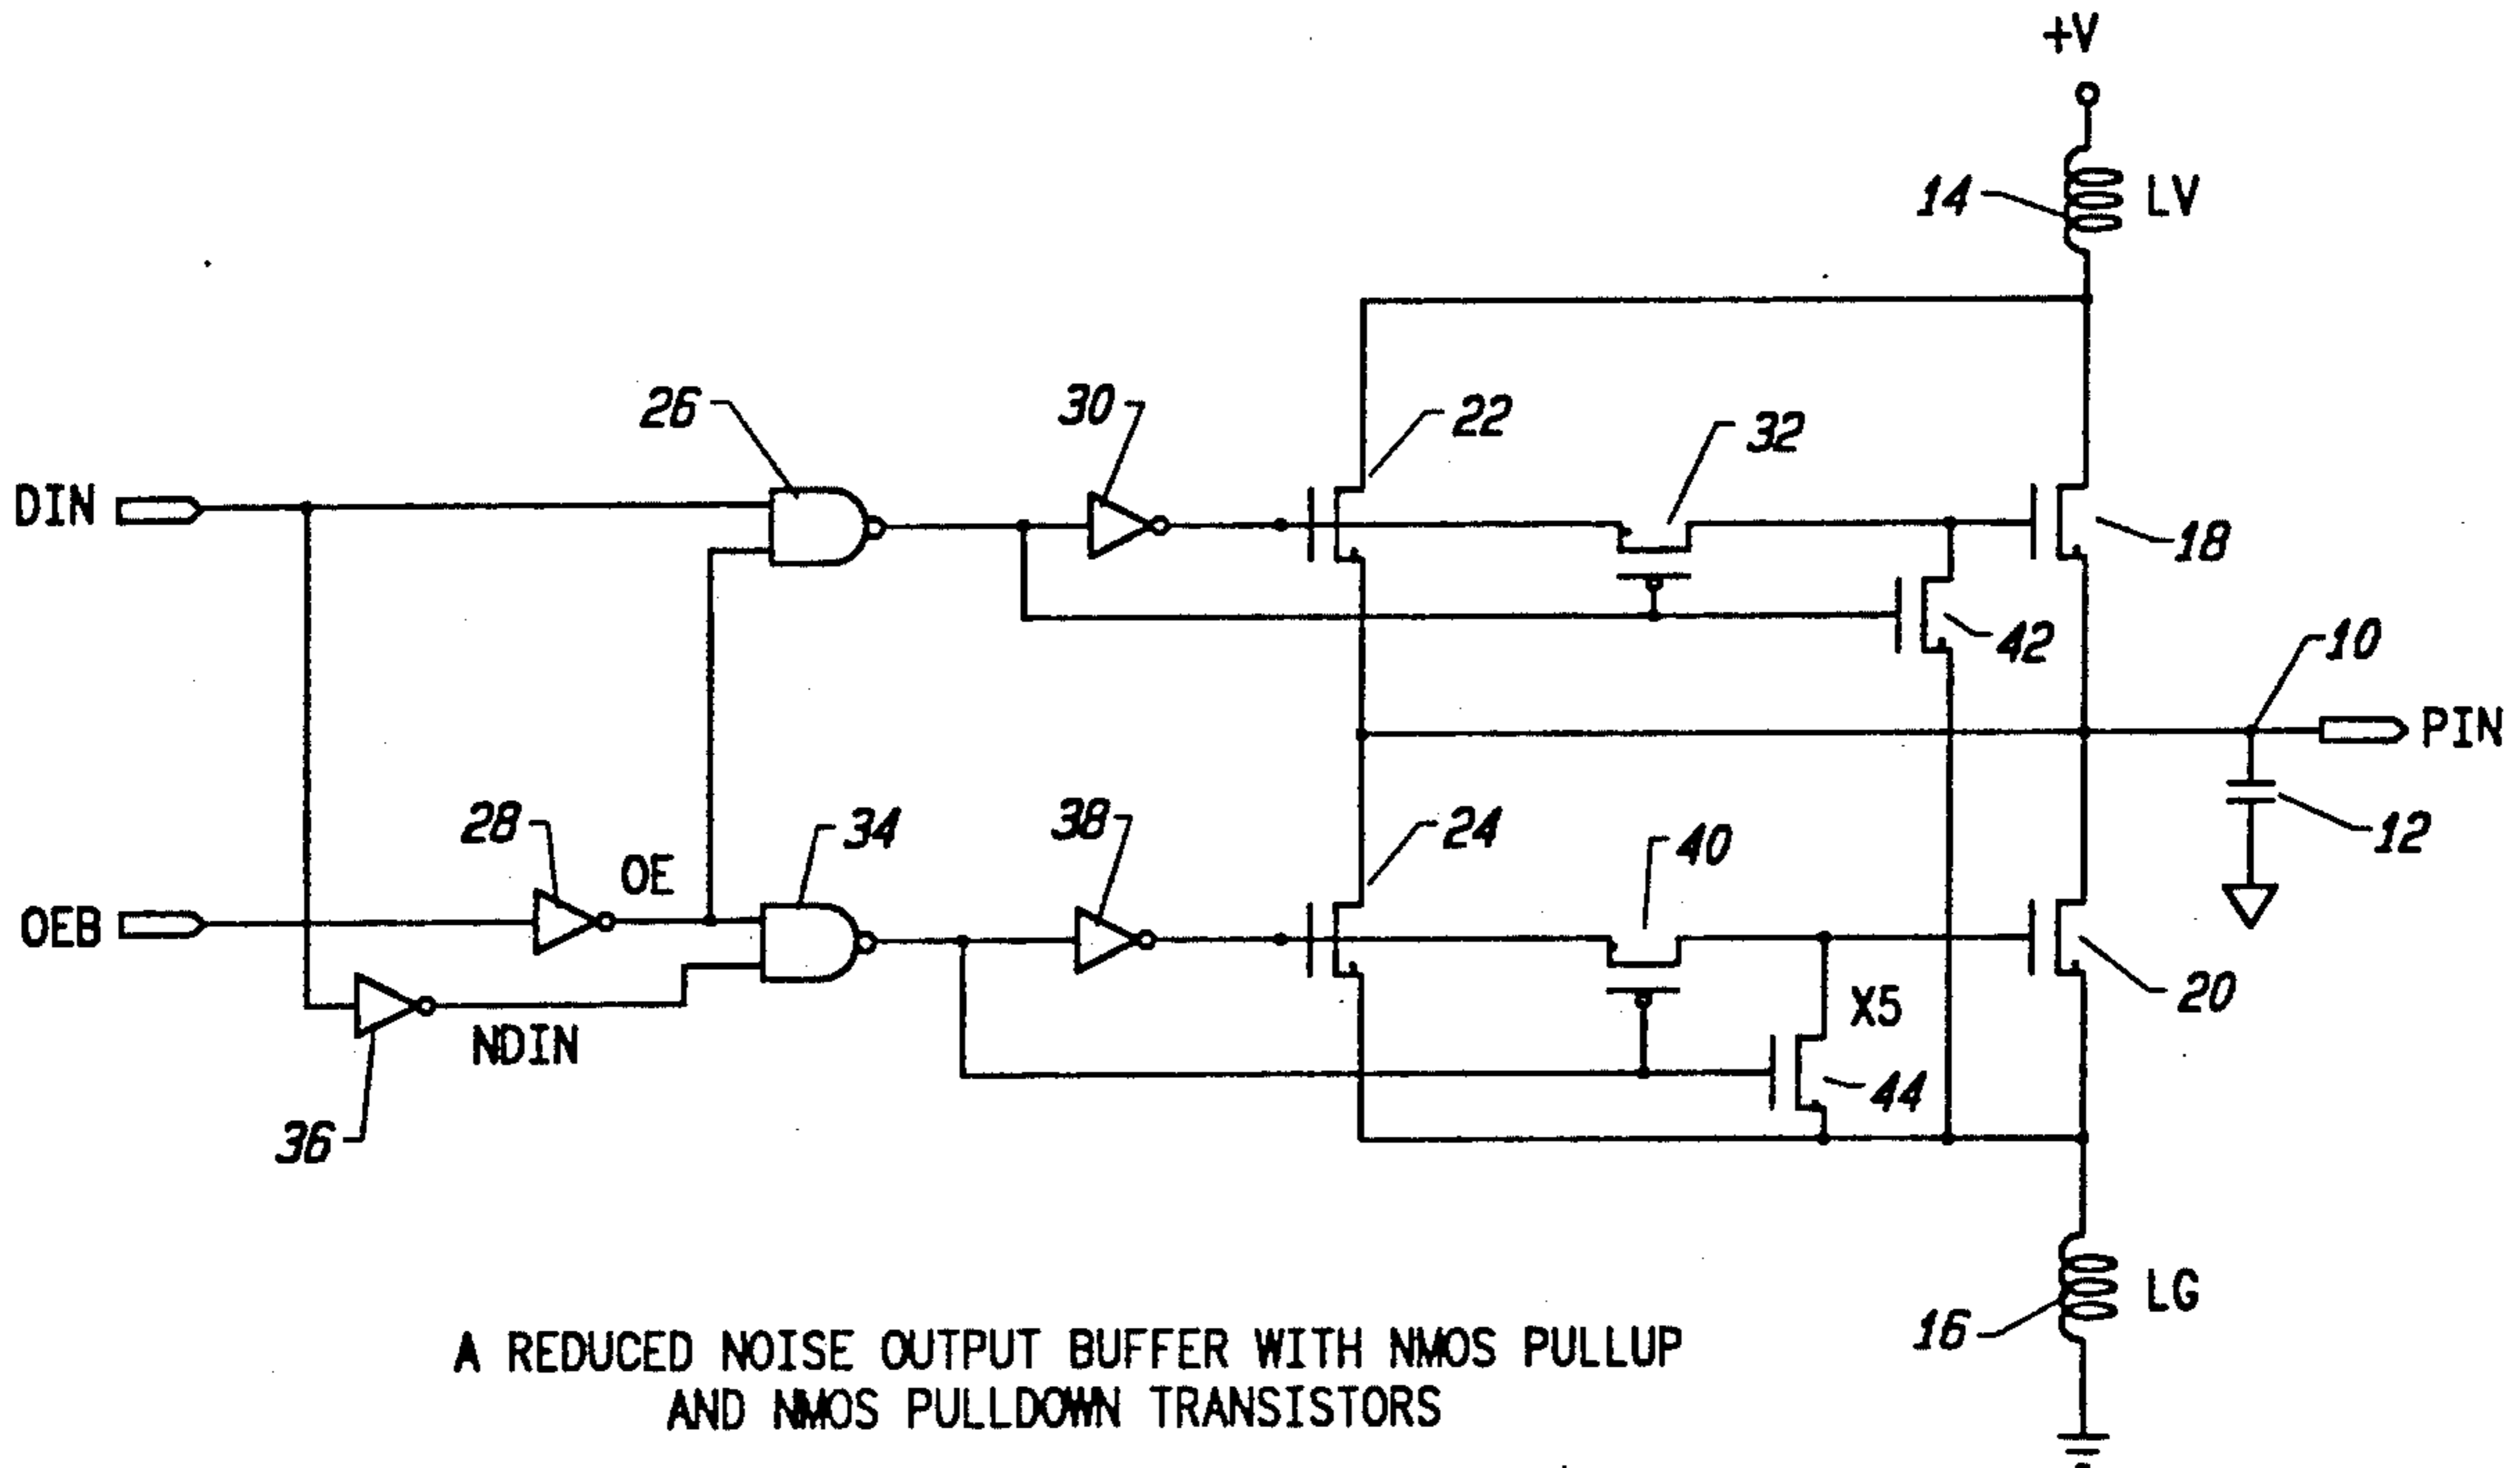 +V
14
LV
26
30
22
32
DIN
18
42
10
PIN
28
OE
34
38
24
40
12
OEB
X5
20
NDIN
44
36
16
LG
A REDUCED NOISE OUTPUT BUFFER WITH NMOS PULLUP
AND NMOS PULLDOWN TRANSISTORS